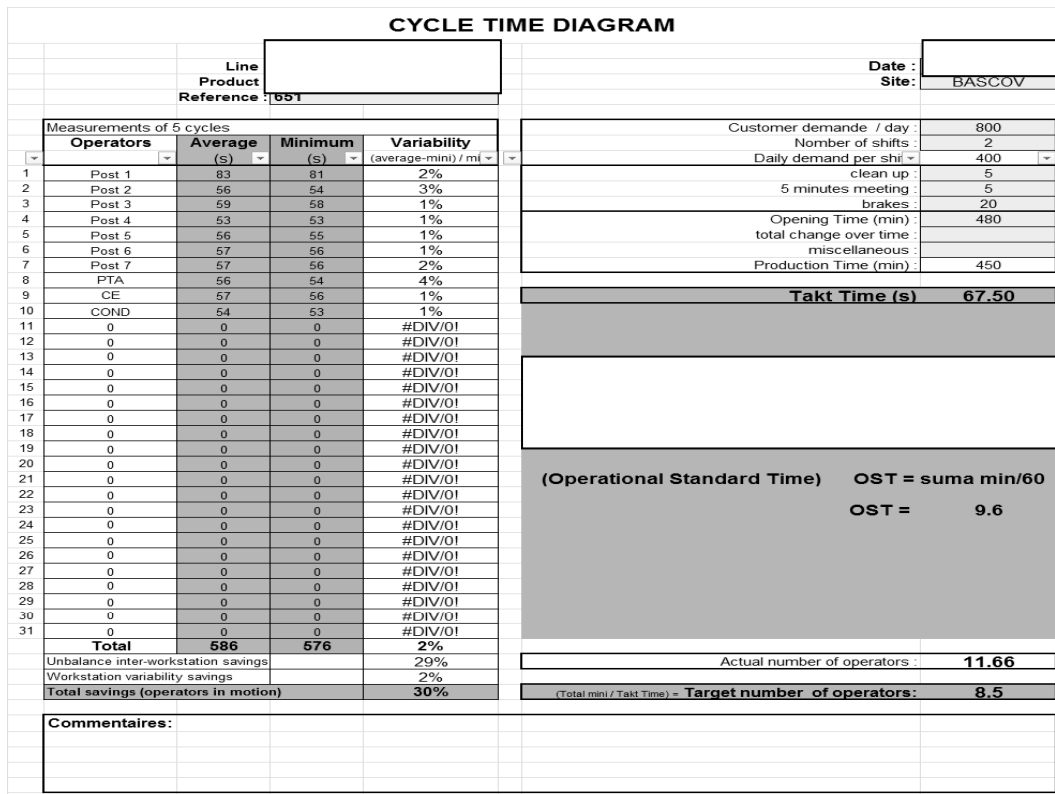 CYCLE TIME DIAGRAM
Line
Product
Reference : 651
Date :
Site: BASCOV
Measurements of 5 cycles
Operators Average (s) Minimum (s) Variability (average-mini) / mi
1 Post 1 83 81 2%
2 Post 2 56 54 3%
3 Post 3 59 58 1%
4 Post 4 53 53 1%
5 Post 5 56 55 1%
6 Post 6 57 56 1%
7 Post 7 57 56 2%
8 PTA 56 54 4%
9 CE 57 56 1%
10 COND 54 53 1%
11 0 0 0 #DIV/0!
12 0 0 0 #DIV/0!
13 0 0 0 #DIV/0!
14 0 0 0 #DIV/0!
15 0 0 0 #DIV/0!
16 0 0 0 #DIV/0!
17 0 0 0 #DIV/0!
18 0 0 0 #DIV/0!
19 0 0 0 #DIV/0!
20 0 0 0 #DIV/0!
21 0 0 0 #DIV/0!
22 0 0 0 #DIV/0!
23 0 0 0 #DIV/0!
24 0 0 0 #DIV/0!
25 0 0 0 #DIV/0!
26 0 0 0 #DIV/0!
27 0 0 0 #DIV/0!
28 0 0 0 #DIV/0!
29 0 0 0 #DIV/0!
30 0 0 0 #DIV/0!
31 0 0 0 #DIV/0!
Total 586 576 2%
Unbalance inter-workstation savings 29%
Workstation variability savings 2%
Total savings (operators in motion) 30%
Customer demande / day : 800
Nomber of shifts : 2
Daily demand per shi 400
clean up : 5
5 minutes meeting : 5
brakes : 20
Opening Time (min) : 480
total change over time :
miscellaneous :
Production Time (min) : 450
Takt Time (s) 67.50
(Operational Standard Time) OST = suma min/60
OST = 9.6
Actual number of operators : 11.66
(Total mini / Takt Time) = Target number of operators: 8.5
Commentaires: